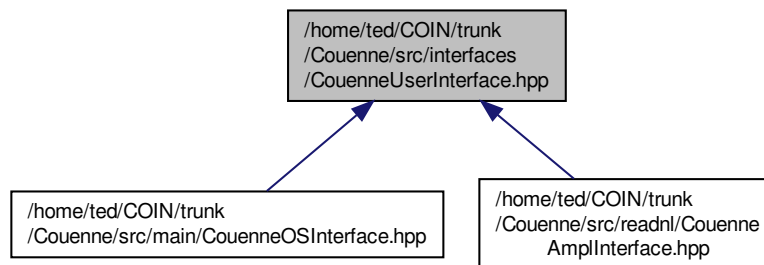 /home/ted/COIN/trunk
/Couenne/src/interfaces
/CouenneUserInterface.hpp
/home/ted/COIN/trunk
/Couenne/src/main/CouenneOSInterface.hpp
/home/ted/COIN/trunk
/Couenne/src/readnl/Couenne
AmplInterface.hpp